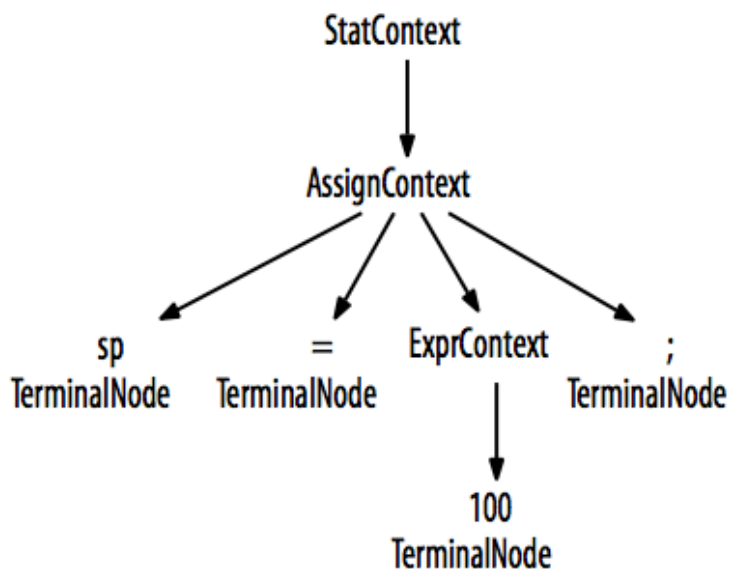 StatContext
AssignContext
sp = ExprContext ;
TerminalNode TerminalNode TerminalNode
100
TerminalNode